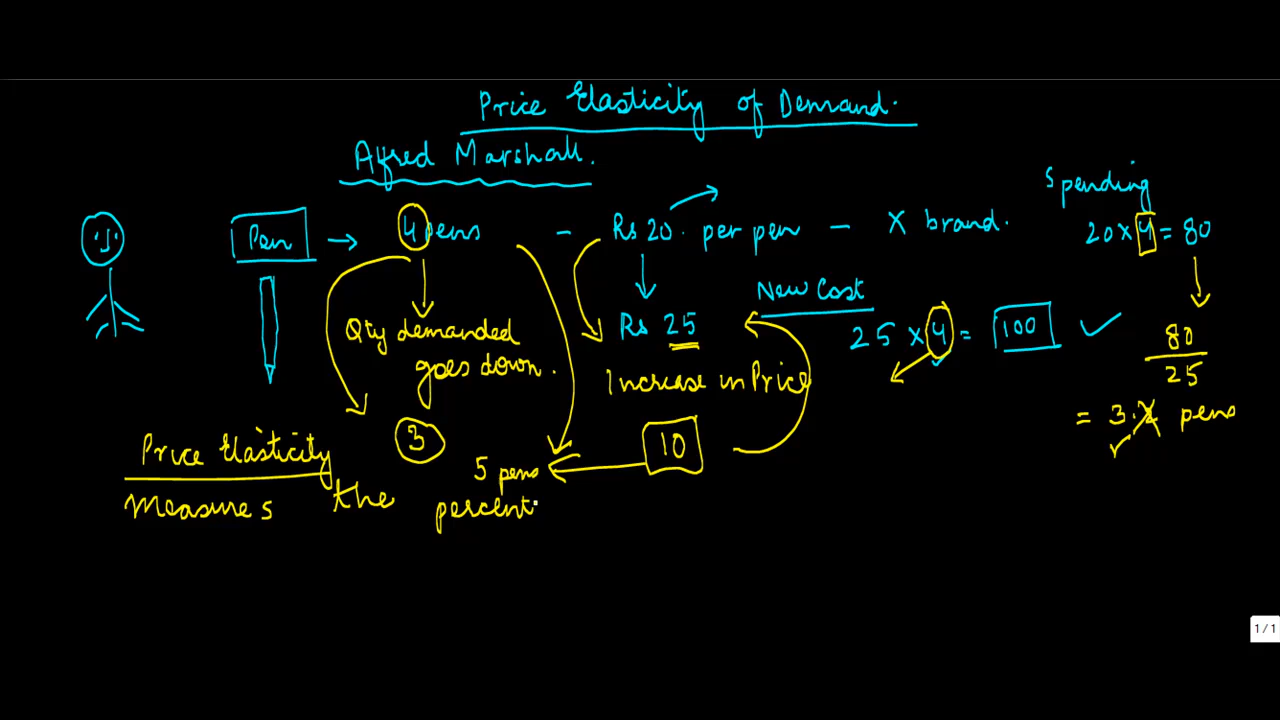 Price Elasticity of Demand.
Alfred Marshall.
Spending
Pen → 4 pens - Rs 20. per pen - X brand.
20 × 4 = 80
New Cost
Qty demanded
goes down.
Rs 25
25 × 4 = 100 ✓
80
25
Increase in Price
= 3.2 pens
3
10
Price Elasticity
5 pens
measures the percent
1/1